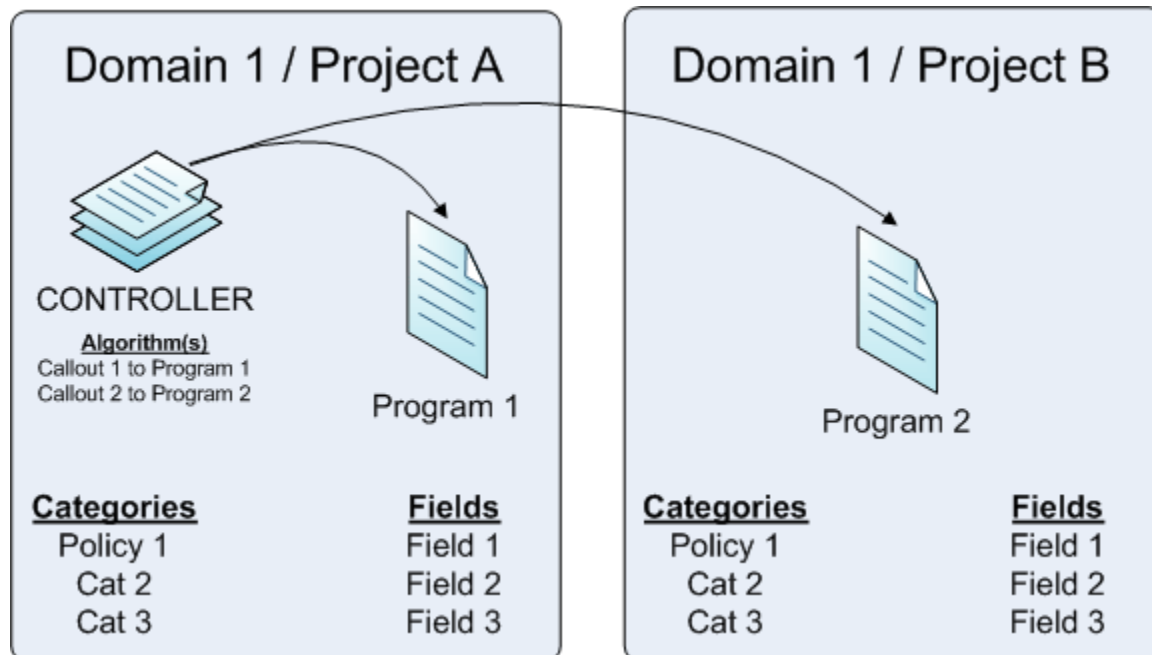 Domain 1 / Project A
CONTROLLER
Algorithm(s)
Callout 1 to Program 1
Callout 2 to Program 2
Program 1
Categories
Policy 1
Cat 2
Cat 3
Fields
Field 1
Field 2
Field 3
Domain 1 / Project B
Program 2
Categories
Policy 1
Cat 2
Cat 3
Fields
Field 1
Field 2
Field 3